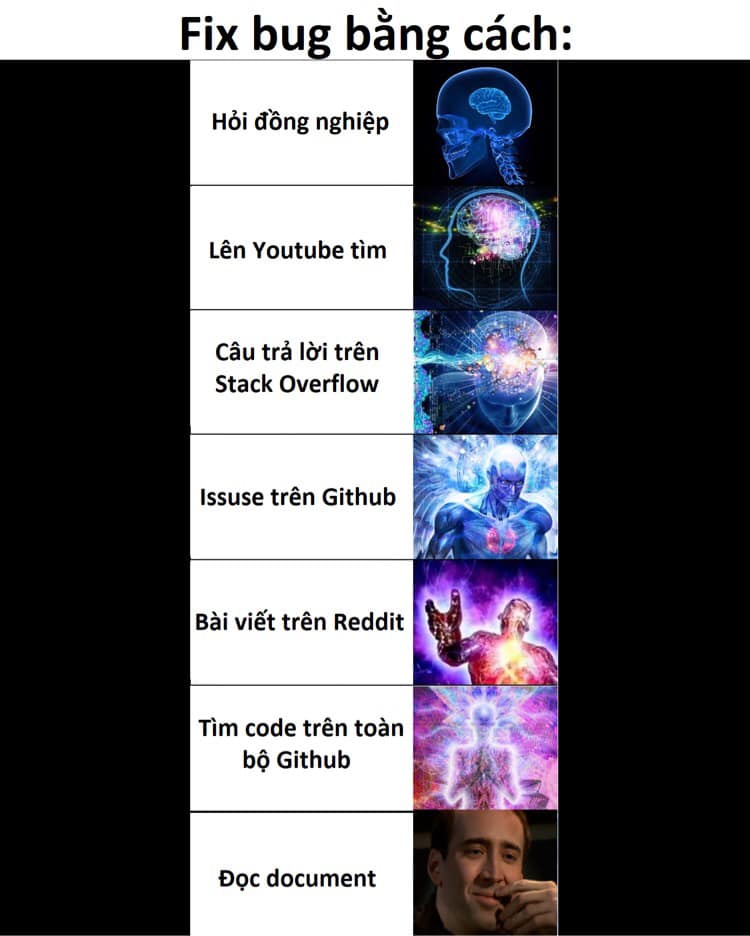 Fix bug bằng cách:
Hỏi đồng nghiệp
Lên Youtube tìm
Câu trả lời trên
Stack Overflow
Issuse trên Github
Bài viết trên Reddit
Tìm code trên toàn
bộ Github
Đọc document